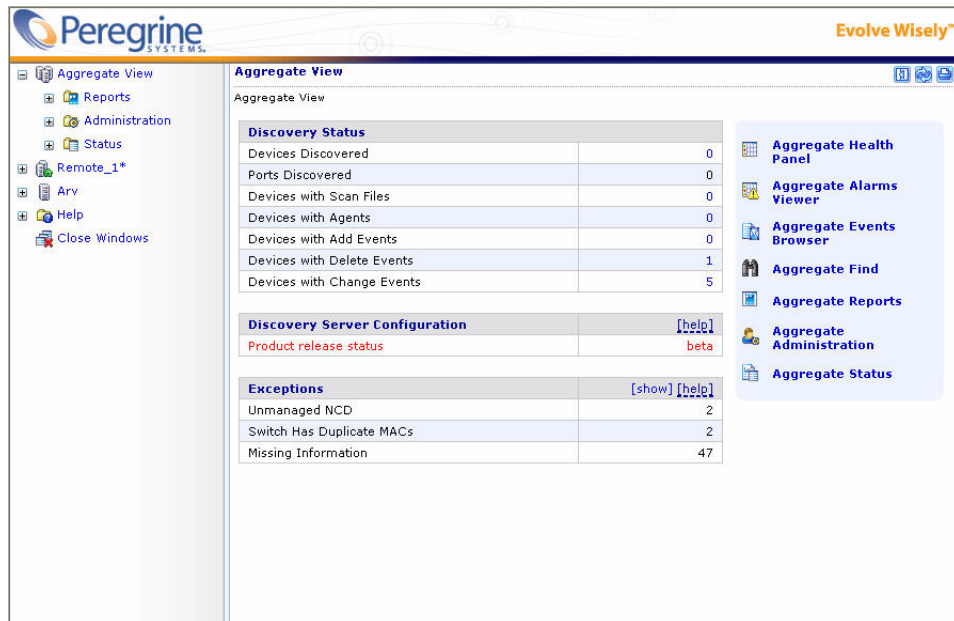 Peregrine
SYSTEMS.
Evolve Wisely™
Aggregate View
Reports
Administration
Status
Remote_1*
Arv
Help
Close Windows
Aggregate View
Aggregate View
Discovery Status
Devices Discovered 0
Ports Discovered 0
Devices with Scan Files 0
Devices with Agents 0
Devices with Add Events 0
Devices with Delete Events 1
Devices with Change Events 5
Discovery Server Configuration [help]
Product release status beta
Exceptions [show] [help]
Unmanaged NCD 2
Switch Has Duplicate MACs 2
Missing Information 47
Aggregate Health
Panel
Aggregate Alarms
Viewer
Aggregate Events
Browser
Aggregate Find
Aggregate Reports
Aggregate
Administration
Aggregate Status